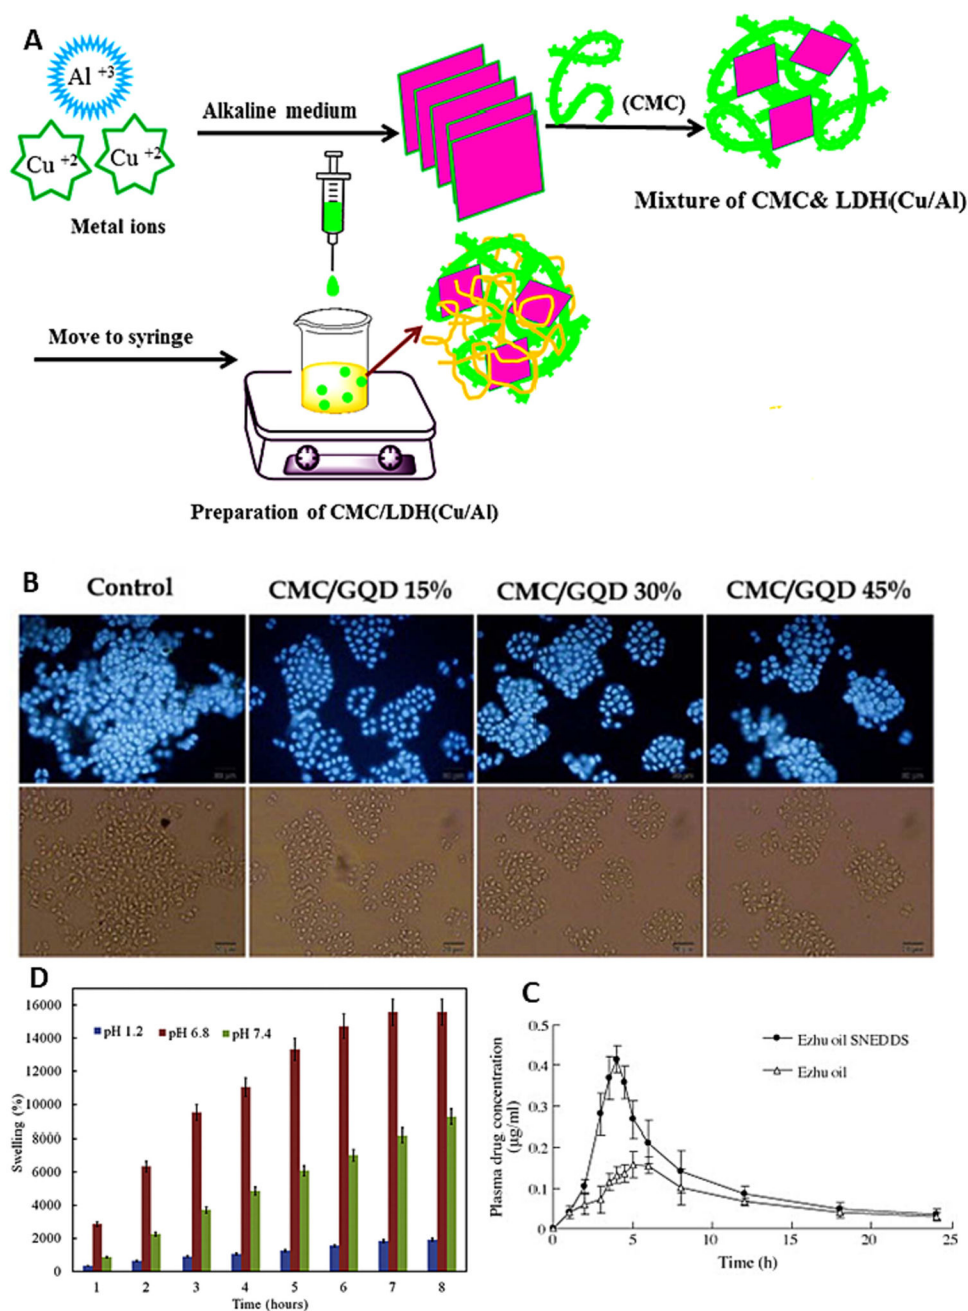 A
Al +3
Cu +2
Cu +2
Metal ions
Alkaline medium
(CMC)
Mixture of CMC& LDH(Cu/Al)
Move to syringe
Preparation of CMC/LDH(Cu/Al)
B
Control
CMC/GQD 15%
CMC/GQD 30%
CMC/GQD 45%
D
16000
14000
12000
10000
8000
6000
4000
2000
0
Swelling (%)
pH 1.2
pH 6.8
pH 7.4
1 2 3 4 5 6 7 8
Time (hours)
C
0.5
0.4
0.3
0.2
0.1
0
Plasma drug concentration
(µg/ml)
Ezhu oil SNEDDS
Ezhu oil
0 5 10 15 20 25
Time (h)